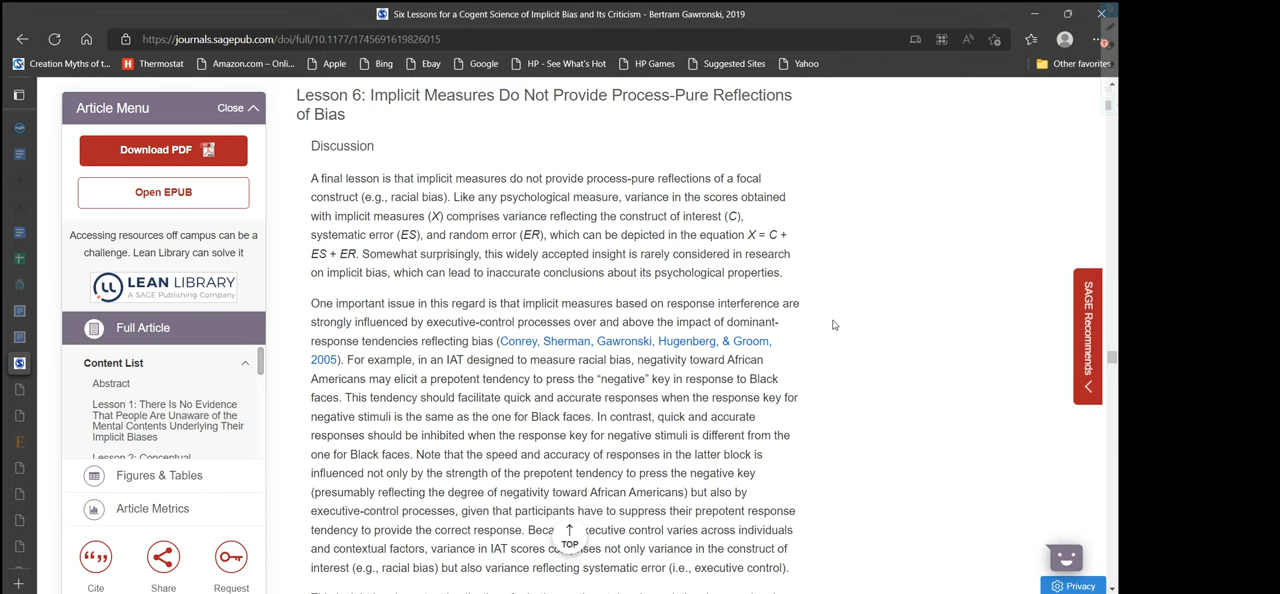 Six Lessons for a Cogent Science of Implicit Bias and Its Criticism - Bertram Gawronski, 2019
https://journals.sagepub.com/doi/full/10.1177/1745691619826015
Creation Myths of t...
Thermostat
Amazon.com – Onli...
Apple
Bing
Ebay
Google
HP - See What's Hot
HP Games
Suggested Sites
Yahoo
Other favorites
Article Menu
Close
Download PDF
Open EPUB
Accessing resources off campus can be a
challenge. Lean Library can solve it
LEAN LIBRARY
A SAGE Publishing Company
Full Article
Content List
Abstract
Lesson 1: There Is No Evidence
That People Are Unaware of the
Mental Contents Underlying Their
Implicit Biases
Lesson 2: Conceptual
Figures & Tables
Article Metrics
Cite
Share
Request
Lesson 6: Implicit Measures Do Not Provide Process-Pure Reflections
of Bias
Discussion
A final lesson is that implicit measures do not provide process-pure reflections of a focal
construct (e.g., racial bias). Like any psychological measure, variance in the scores obtained
with implicit measures (X) comprises variance reflecting the construct of interest (C),
systematic error (ES), and random error (ER), which can be depicted in the equation X = C +
ES + ER. Somewhat surprisingly, this widely accepted insight is rarely considered in research
on implicit bias, which can lead to inaccurate conclusions about its psychological properties.
One important issue in this regard is that implicit measures based on response interference are
strongly influenced by executive-control processes over and above the impact of dominant-
response tendencies reflecting bias (Conrey, Sherman, Gawronski, Hugenberg, & Groom,
2005). For example, in an IAT designed to measure racial bias, negativity toward African
Americans may elicit a prepotent tendency to press the “negative” key in response to Black
faces. This tendency should facilitate quick and accurate responses when the response key for
negative stimuli is the same as the one for Black faces. In contrast, quick and accurate
responses should be inhibited when the response key for negative stimuli is different from the
one for Black faces. Note that the speed and accuracy of responses in the latter block is
influenced not only by the strength of the prepotent tendency to press the negative key
(presumably reflecting the degree of negativity toward African Americans) but also by
executive-control processes, given that participants have to suppress their prepotent response
tendency to provide the correct response. Beca executive control varies across individuals
and contextual factors, variance in IAT scores co ses not only variance in the construct of
interest (e.g., racial bias) but also variance reflecting systematic error (i.e., executive control).
TOP
SAGE Recommends
Privacy